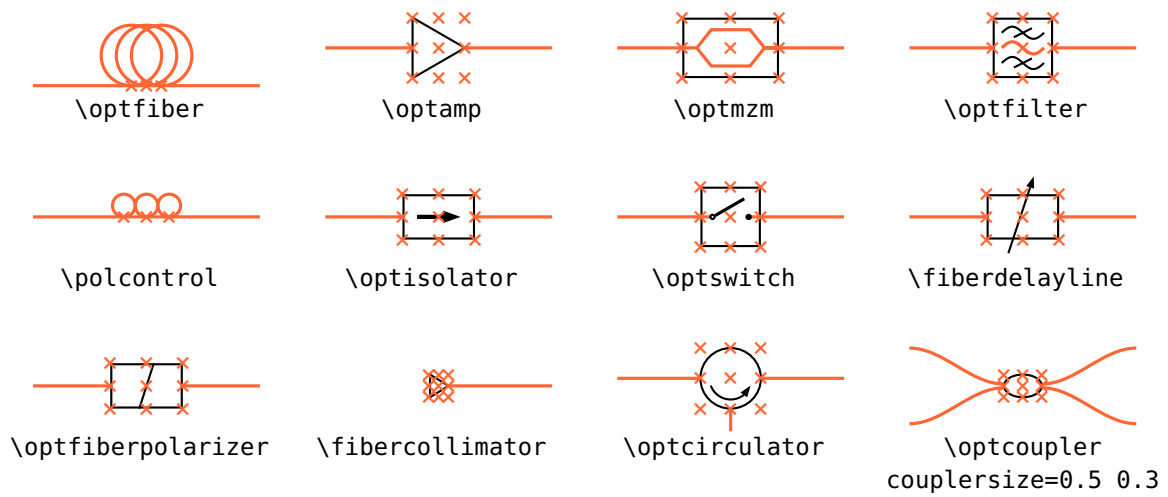 \optfiber
\optamp
\optmzm
\optfilter
\polcontrol
\optisolator
\optswitch
\fiberdelayline
\optfiberpolarizer
\fibercollimator
\optcirculator
\optcoupler
couplersize=0.5 0.3